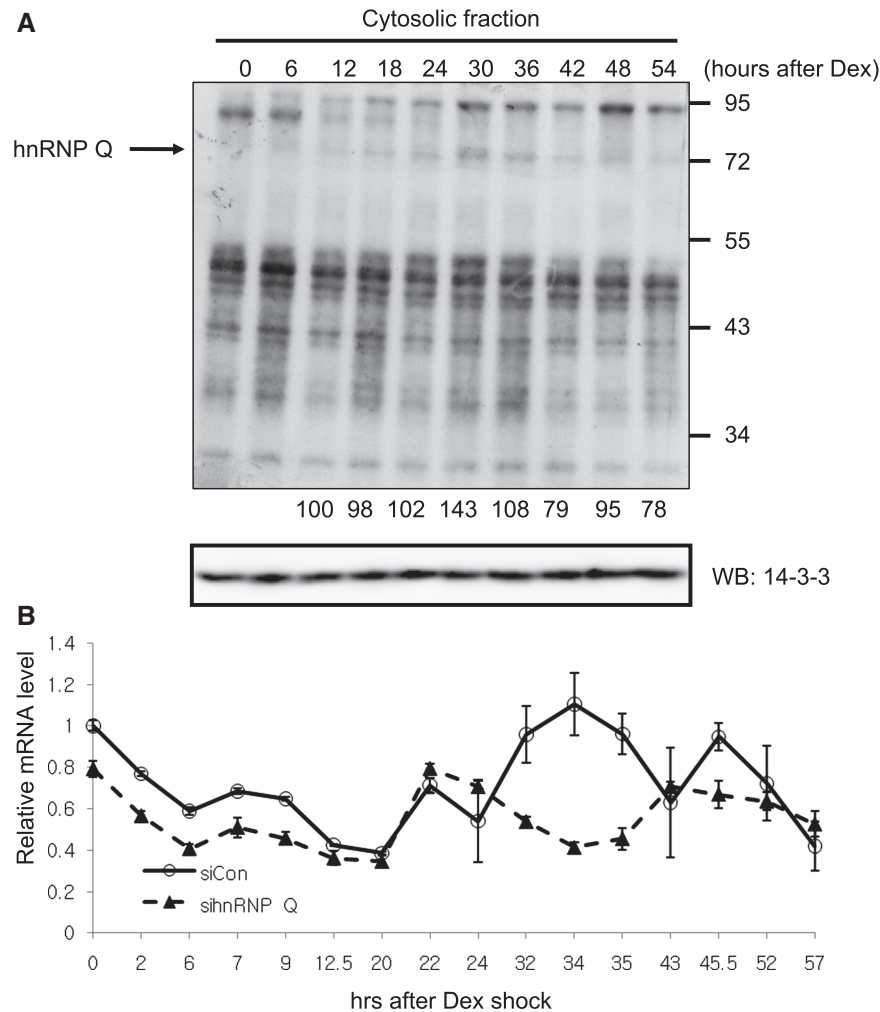 A
Cytosolic fraction
0 6 12 18 24 30 36 42 48 54 (hours after Dex)
95
hnRNP Q
72
55
43
34
100 98 102 143 108 79 95 78
WB: 14-3-3
B
Relative mRNA level
1.4
1.2
1
0.8
0.6
0.4
0.2
0
siCon
sihnRNP Q
0 2 6 7 9 12.5 20 22 24 32 34 35 43 45.5 52 57
hrs after Dex shock